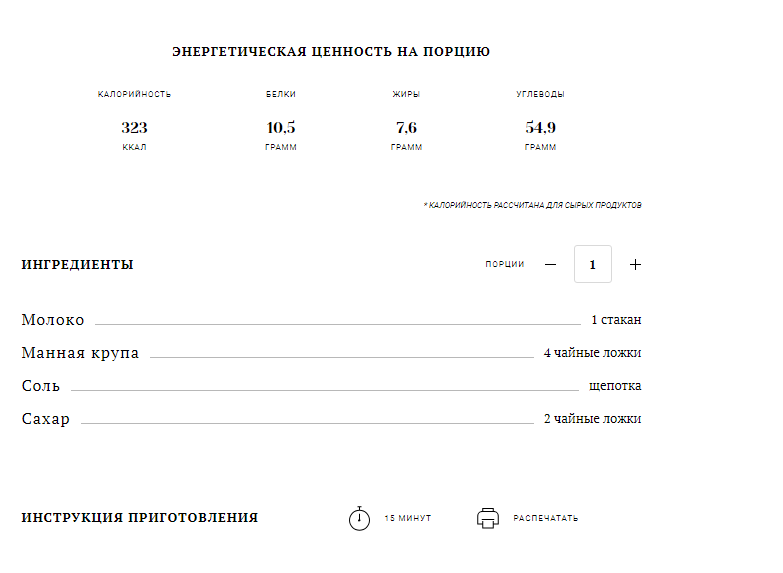 ЭНЕРГЕТИЧЕСКАЯ ЦЕННОСТЬ НА ПОРЦИЮ
КАЛОРИЙНОСТЬ БЕЛКИ ЖИРЫ УГЛЕВОДЫ
323 10,5 7,6 54,9
ККАЛ ГРАММ ГРАММ ГРАММ
* КАЛОРИЙНОСТЬ РАССЧИТАНА ДЛЯ СЫРЫХ ПРОДУКТОВ
ИНГРЕДИЕНТЫ ПОРЦИИ — 1 +
Молоко 1 стакан
Манная крупа 4 чайные ложки
Соль щепотка
Сахар 2 чайные ложки
ИНСТРУКЦИЯ ПРИГОТОВЛЕНИЯ 15 МИНУТ РАСПЕЧАТАТЬ